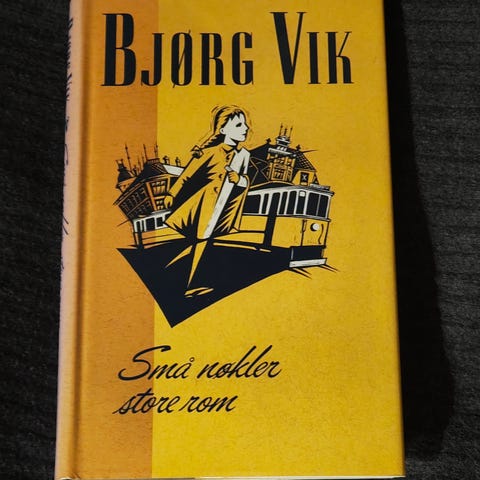 BJØRG VIK
Små nøkler
store rom